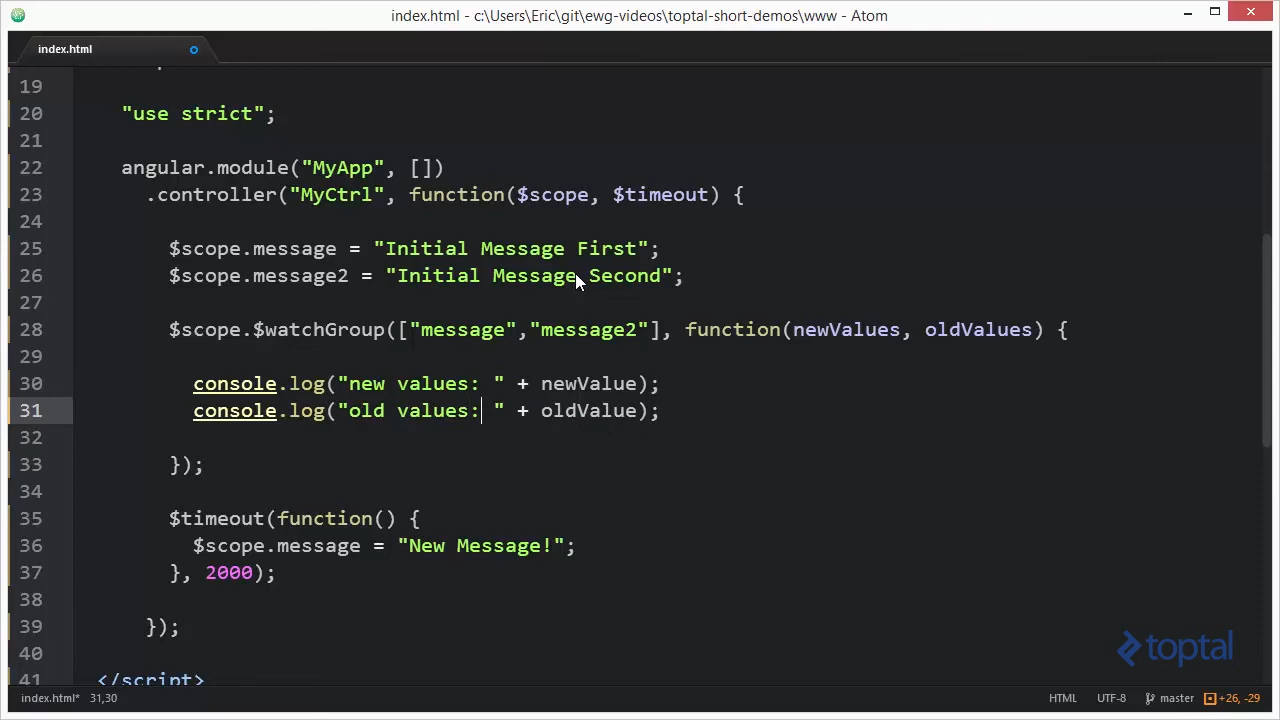 index.html - c:\Users\Eric\git\ewg-videos\toptal-short-demos\www - Atom
index.html
19
20 "use strict";
21
22 angular.module("MyApp", [])
23 .controller("MyCtrl", function($scope, $timeout) {
24
25 $scope.message = "Initial Message First";
26 $scope.message2 = "Initial Message Second";
27
28 $scope.$watchGroup(["message","message2"], function(newValues, oldValues) {
29
30 console.log("new values: " + newValue);
31 console.log("old values: " + oldValue);
32
33 });
34
35 $timeout(function() {
36 $scope.message = "New Message!";
37 }, 2000);
38
39 });
40
41 </script>
toptal
index.html* 31,30 HTML UTF-8 master +26, -29